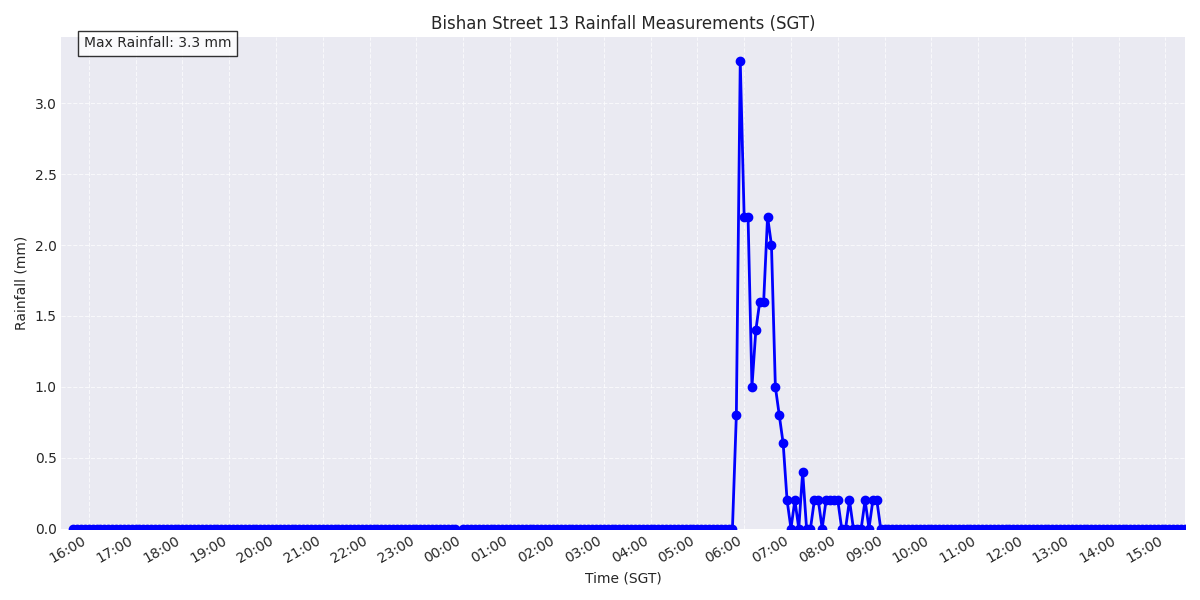 Bishan Street 13 Rainfall Measurements (SGT)
Max Rainfall: 3.3 mm
Rainfall (mm)
3.0
2.5
2.0
1.5
1.0
0.5
0.0
16:00 17:00 18:00 19:00 20:00 21:00 22:00 23:00 00:00 01:00 02:00 03:00 04:00 05:00 06:00 07:00 08:00 09:00 10:00 11:00 12:00 13:00 14:00 15:00
Time (SGT)